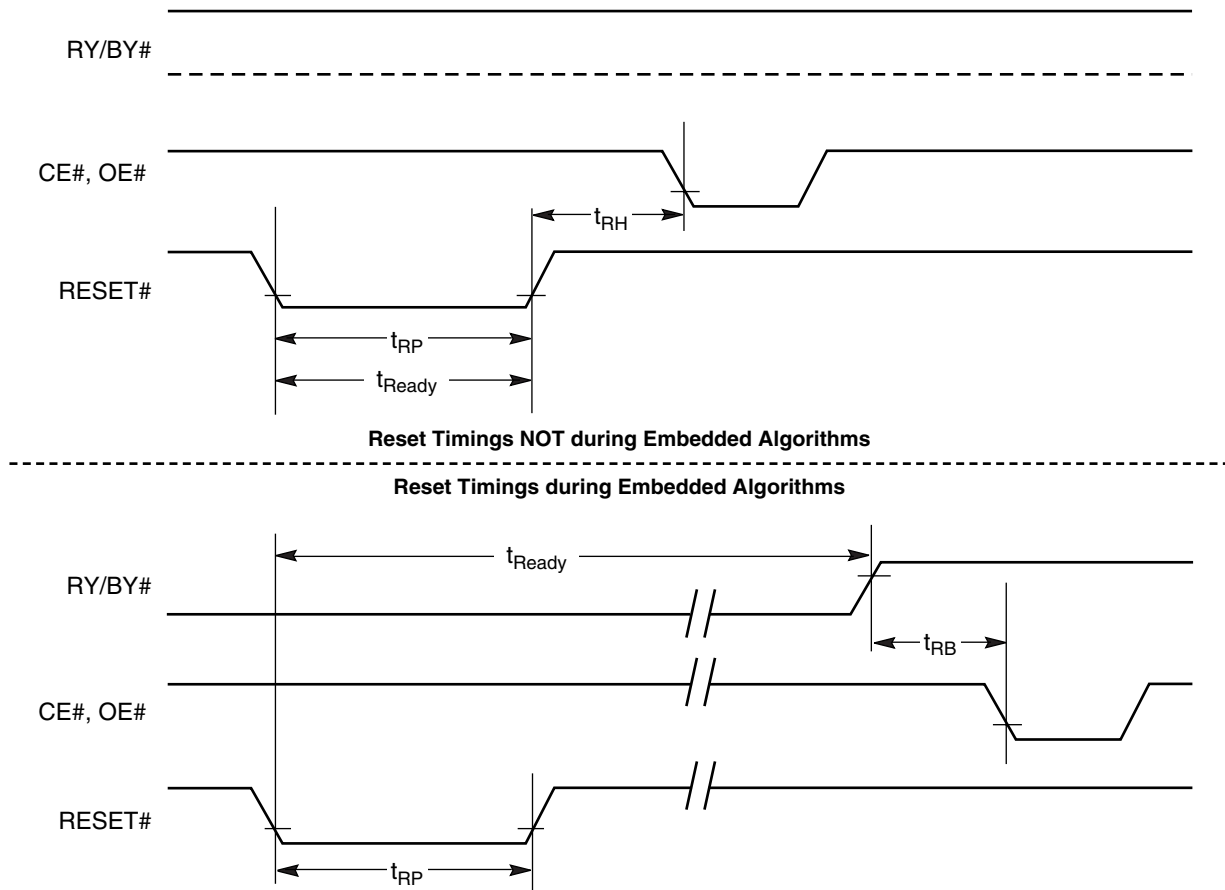 RY/BY#
CE#, OE#
tRH
RESET#
tRP
tReady
Reset Timings NOT during Embedded Algorithms
Reset Timings during Embedded Algorithms
tReady
RY/BY#
tRB
CE#, OE#
RESET#
tRP